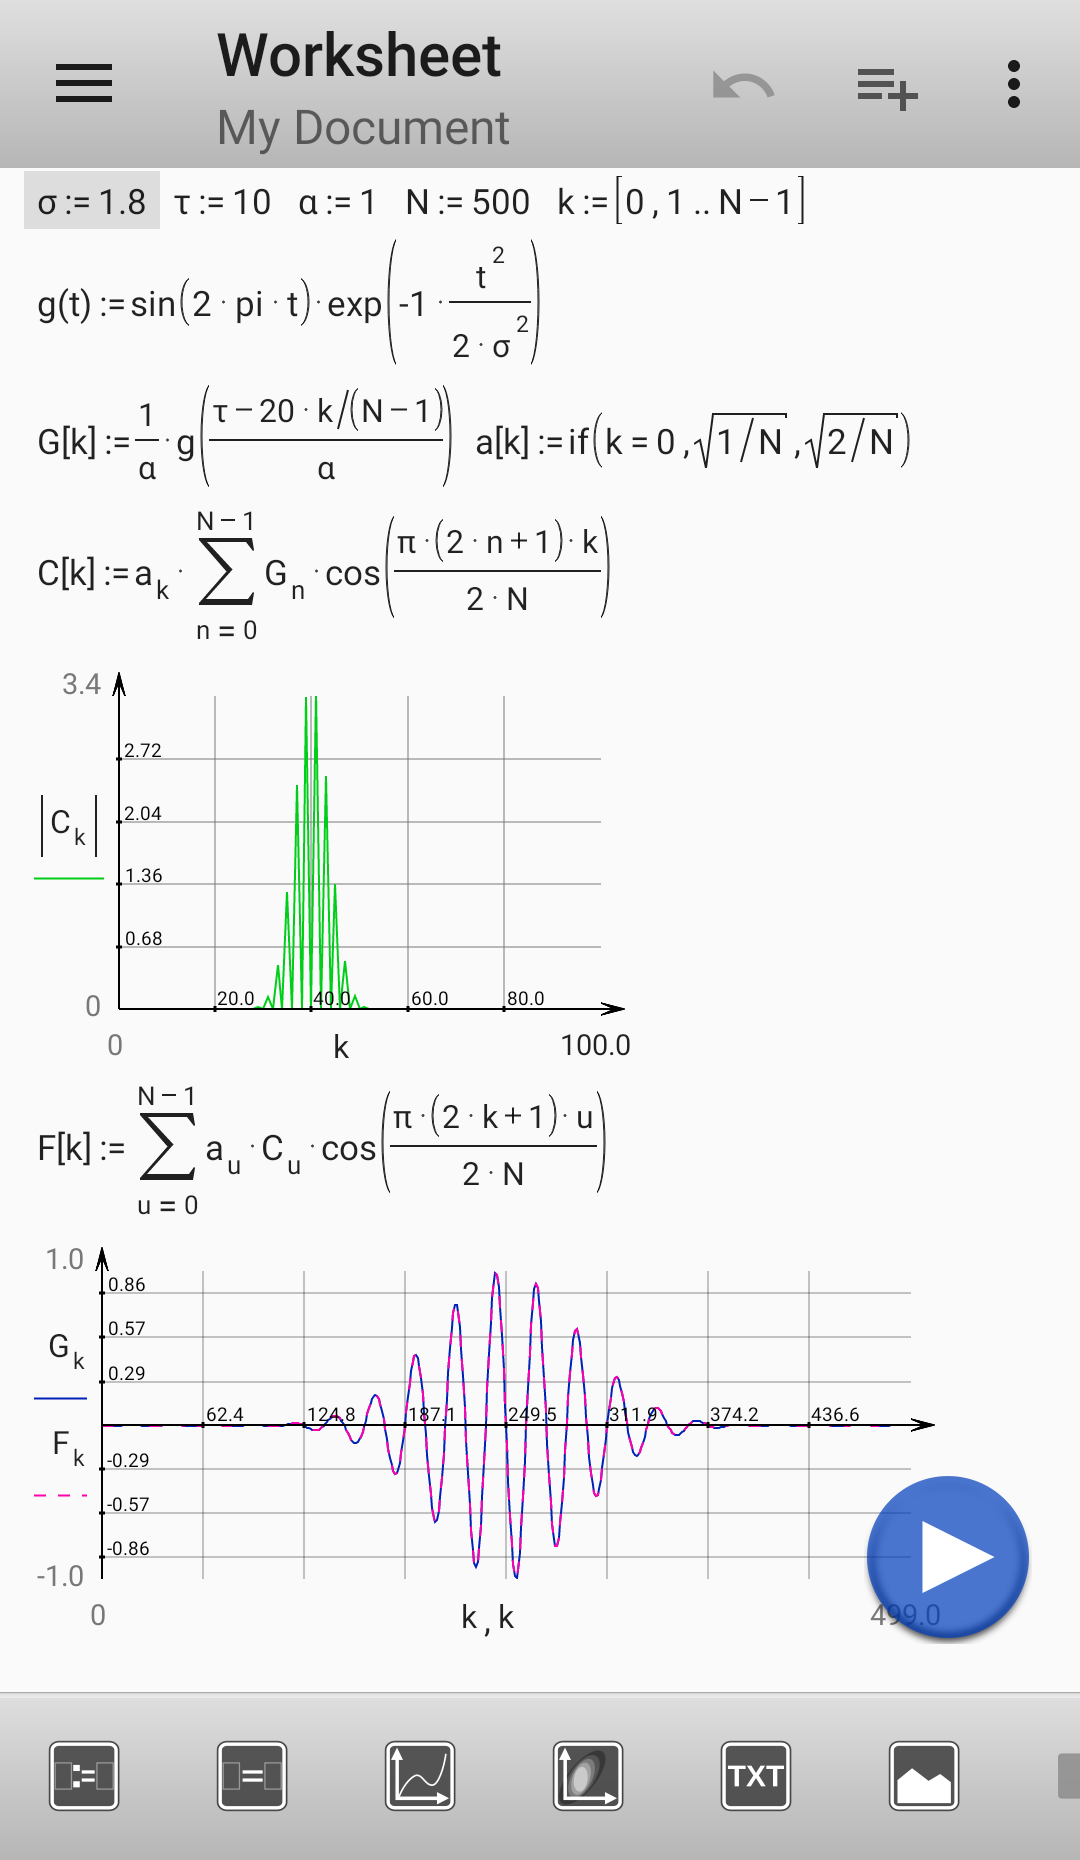 Worksheet
My Document
σ := 1.8 τ := 10 α := 1 N := 500 k := [0 , 1 .. N − 1]
g(t) := sin(2 · pi · t) · exp(-1 · t^2 / (2 · σ^2))
G[k] := 1/α · g((τ − 20 · k/(N − 1))/α) a[k] := if(k = 0 , √(1/N) , √(2/N))
C[k] := a_k · ∑_{n = 0}^{N − 1} G_n · cos((π · (2 · n + 1) · k)/(2 · N))
3.4
2.72
|C_k|
2.04
1.36
0.68
0
20.0 40.0 60.0 80.0
0 k 100.0
F[k] := ∑_{u = 0}^{N − 1} a_u · C_u · cos((π · (2 · k + 1) · u)/(2 · N))
1.0
0.86
0.57
G_k
0.29
62.4 124.8 187.1 249.5 311.9 374.2 436.6
F_k
-0.29
-0.57
-0.86
-1.0
0 k , k 499.0
:= = TXT